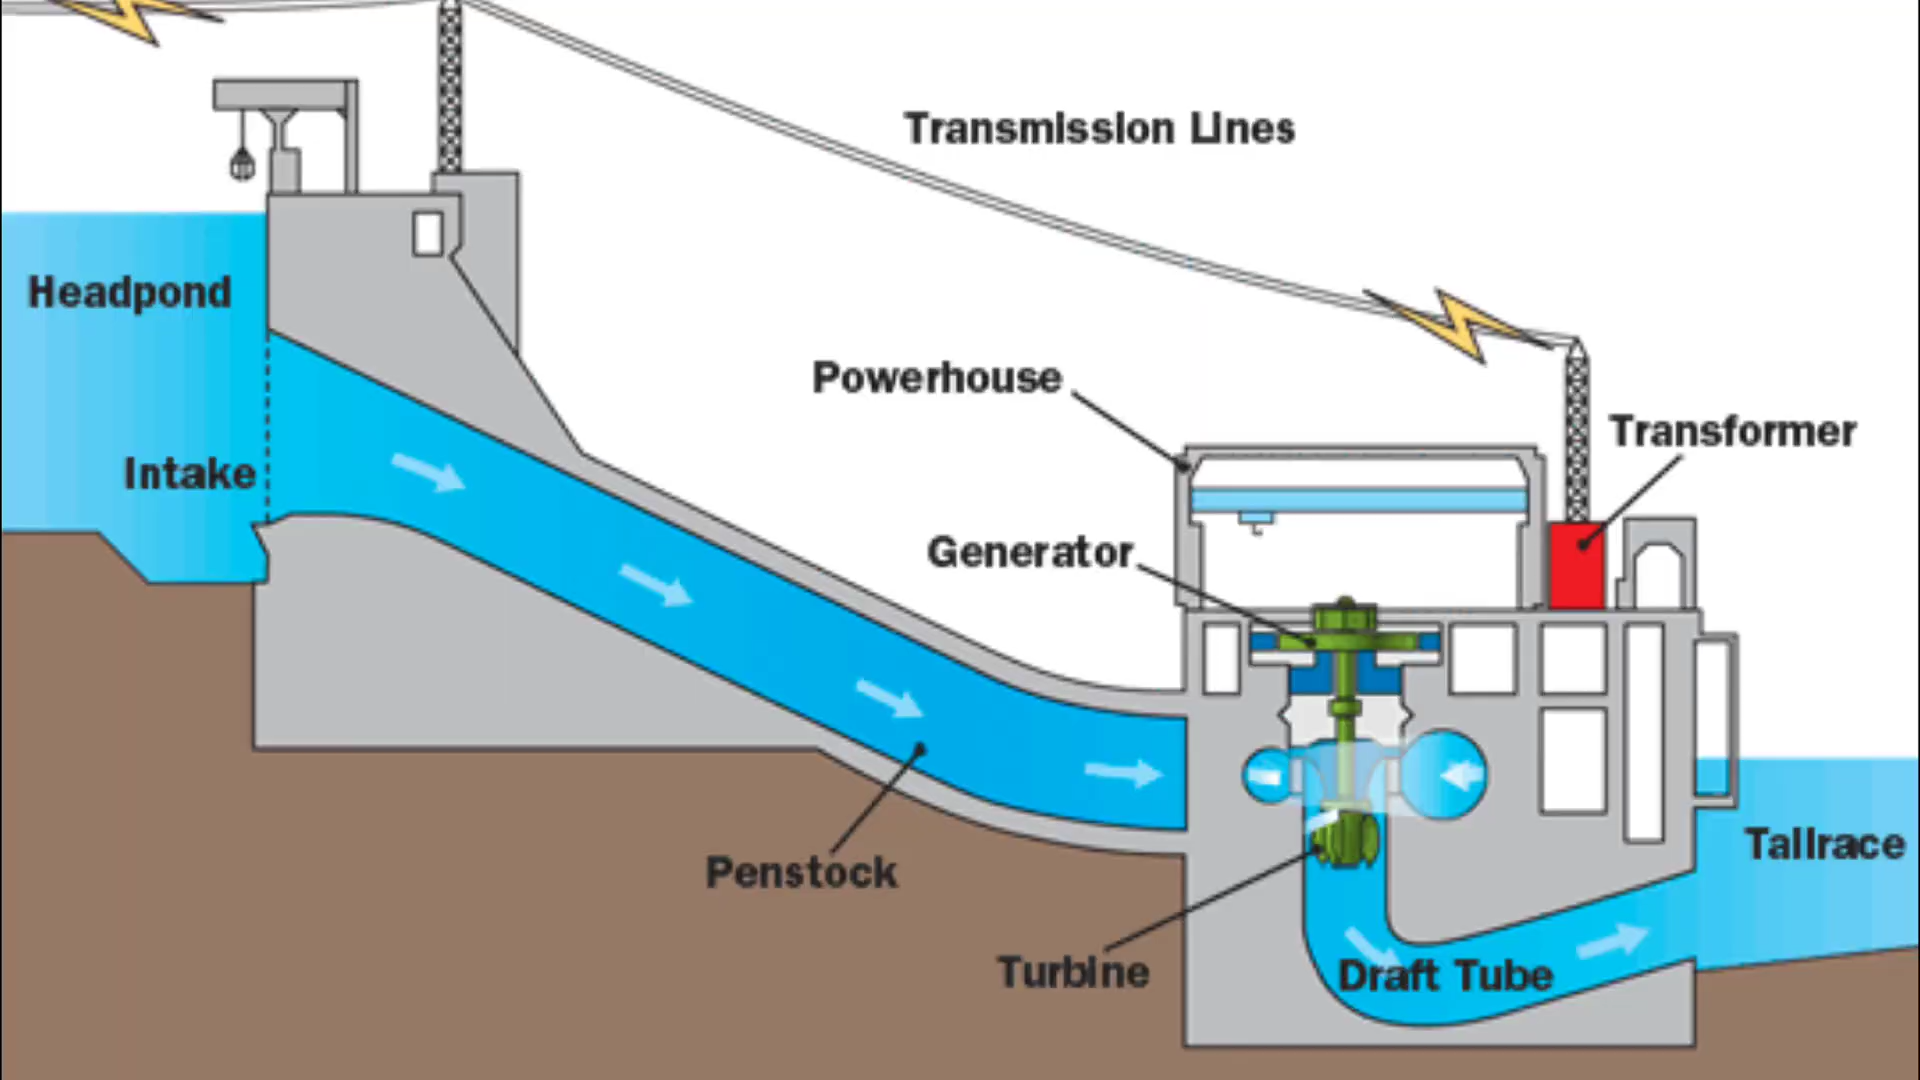 Transmission Lines
Headpond
Powerhouse
Transformer
Intake
Generator
Penstock
Tailrace
Turbine
Draft Tube